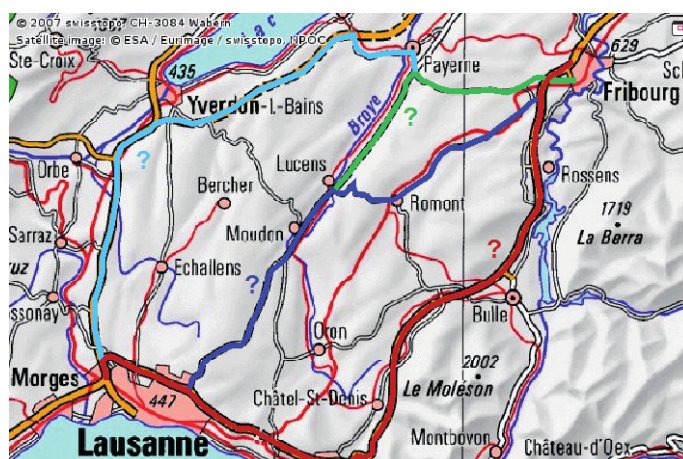 © 2007 swisstopo, CH-3084 Wabern
Satellite image: © ESA / Eurimage / swisstopo, NPOC
Ste-Croix
435
Yverdon-l.-Bains
Payerne
629
Fribourg
Broye
?
?
Orbe
Lucens
Bercher
Rossens
Romont
1719
La Berra
Sarraz
Moudon
?
Echallens
?
ssonay
Bulle
Oron
2002
Le Moléson
Morges
447
Châtel-St-Denis
Lausanne
Montbovon
Château-d'Oex